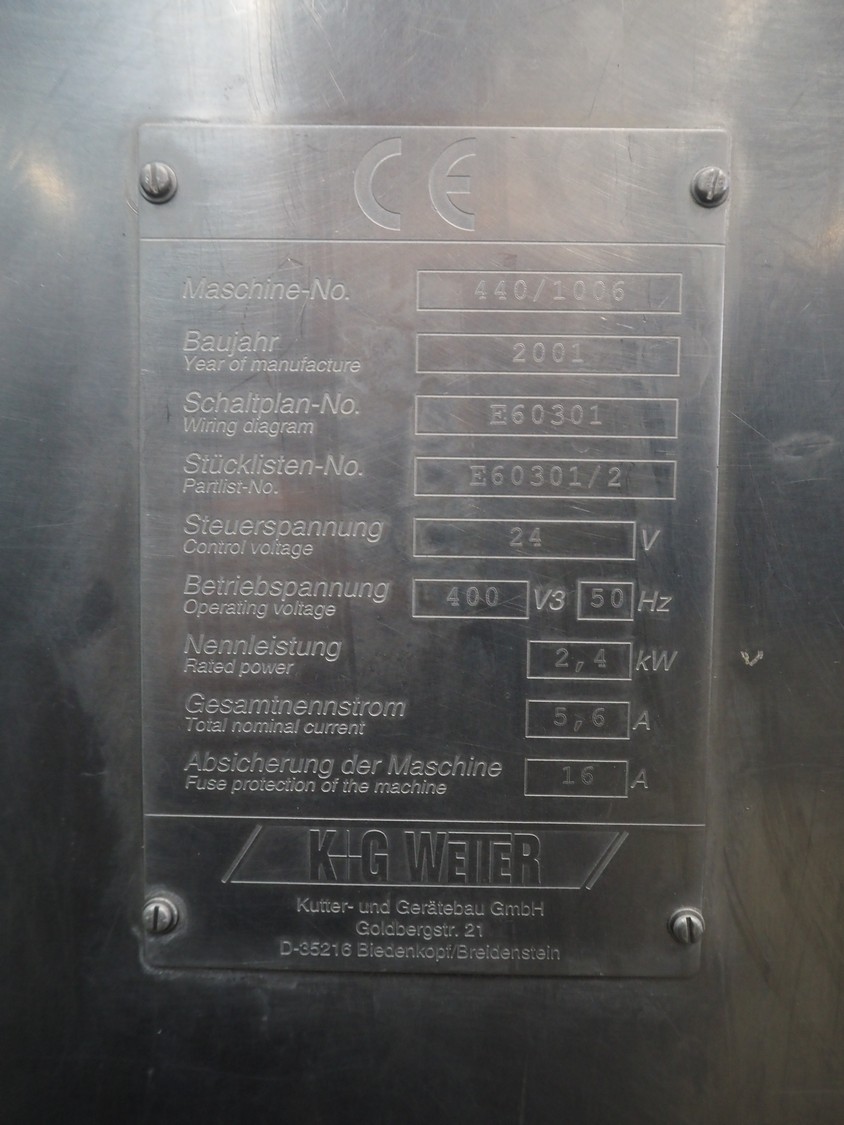 CE
Maschine-No. 440/1006
Baujahr 2001
Year of manufacture
Schaltplan-No. E60301
Wiring diagram
Stücklisten-No. E60301/2
Partlist-No.
Steuerspannung 24 V
Control voltage
Betriebspannung 400 V3 50 Hz
Operating voltage
Nennleistung 2,4 kW
Rated power
Gesamtnennstrom 5,6 A
Total nominal current
Absicherung der Maschine 16 A
Fuse protection of the machine
K+G WETTER
Kutter- und Gerätebau GmbH
Goldbergstr. 21
D-35216 Biedenkopf/Breidenstein